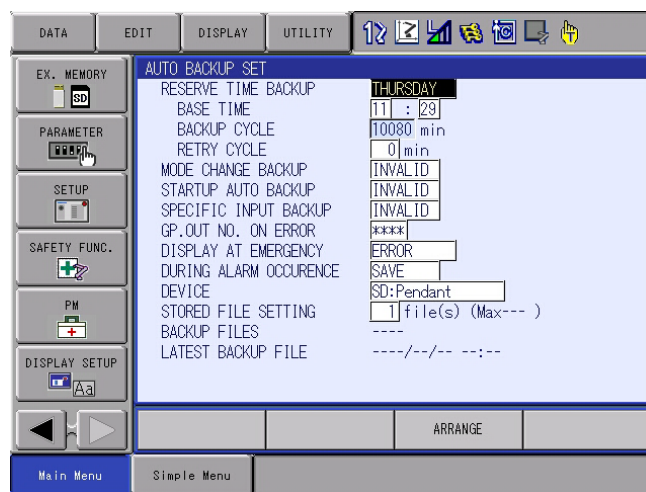 DATA EDIT DISPLAY UTILITY
EX. MEMORY
SD
PARAMETER
SETUP
SAFETY FUNC.
PM
DISPLAY SETUP
Aa
AUTO BACKUP SET
RESERVE TIME BACKUP THURSDAY
BASE TIME 11 : 29
BACKUP CYCLE 10080 min
RETRY CYCLE 0 min
MODE CHANGE BACKUP INVALID
STARTUP AUTO BACKUP INVALID
SPECIFIC INPUT BACKUP INVALID
GP.OUT NO. ON ERROR ****
DISPLAY AT EMERGENCY ERROR
DURING ALARM OCCURENCE SAVE
DEVICE SD:Pendant
STORED FILE SETTING 1 file(s) (Max--- )
BACKUP FILES ----
LATEST BACKUP FILE ----/--/-- --:--
ARRANGE
Main Menu Simple Menu